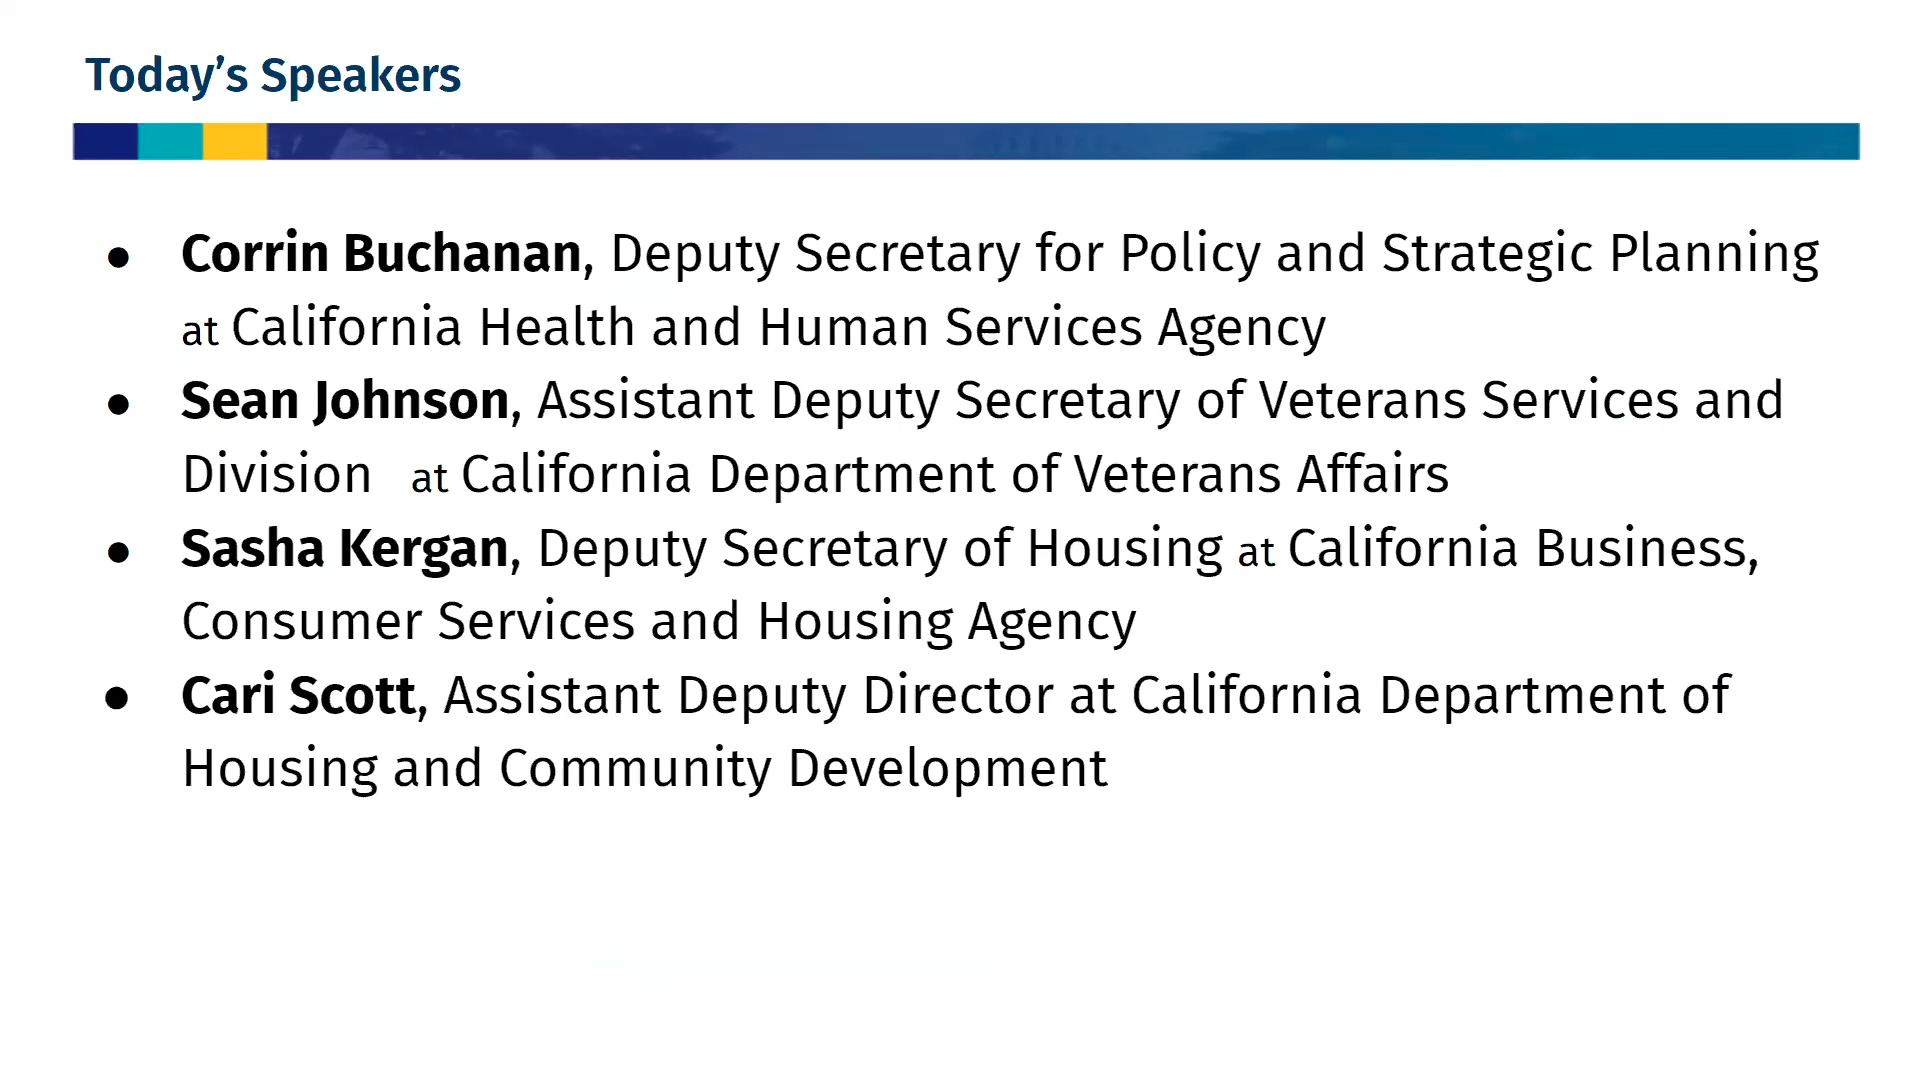 Today’s Speakers
● Corrin Buchanan, Deputy Secretary for Policy and Strategic Planning
at California Health and Human Services Agency
● Sean Johnson, Assistant Deputy Secretary of Veterans Services and
Division at California Department of Veterans Affairs
● Sasha Kergan, Deputy Secretary of Housing at California Business,
Consumer Services and Housing Agency
● Cari Scott, Assistant Deputy Director at California Department of
Housing and Community Development